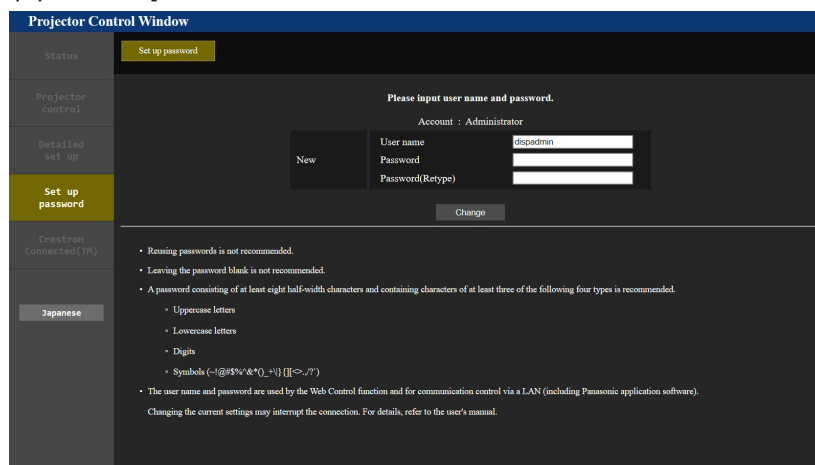 Projector Control Window
Status
Set up password
Projector
control
Detailed
set up
Set up
password
Crestron
Connected(TM)
Japanese
Please input user name and password.
Account : Administrator
New
User name
dispadmin
Password
Password(Retype)
Change
• Reusing passwords is not recommended.
• Leaving the password blank is not recommended.
• A password consisting of at least eight half-width characters and containing characters of at least three of the following four types is recommended.
◦ Uppercase letters
◦ Lowercase letters
◦ Digits
◦ Symbols (~!@#$%^&*()_+\|}{][<>.,/?`)
• The user name and password are used by the Web Control function and for communication control via a LAN (including Panasonic application software).
Changing the current settings may interrupt the connection. For details, refer to the user's manual.